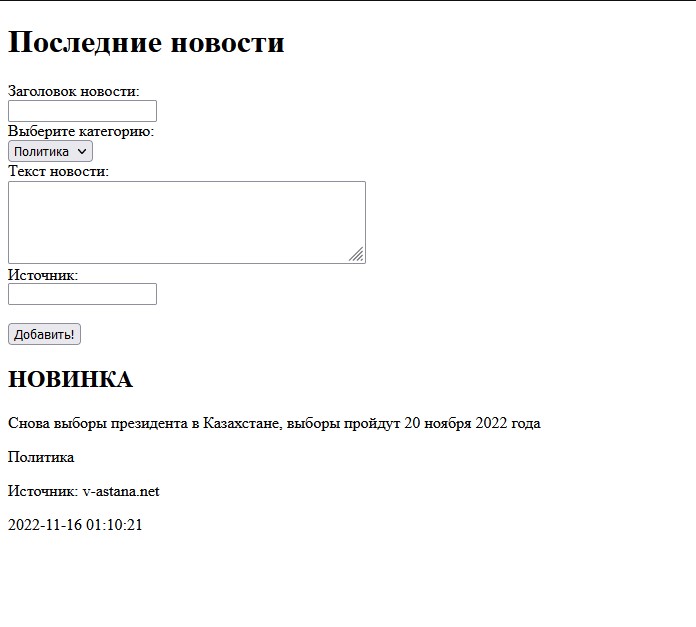 Последние новости
Заголовок новости:
Выберите категорию:
Политика
Текст новости:
Источник:
Добавить!
НОВИНКА
Снова выборы президента в Казахстане, выборы пройдут 20 ноября 2022 года
Политика
Источник: v-astana.net
2022-11-16 01:10:21